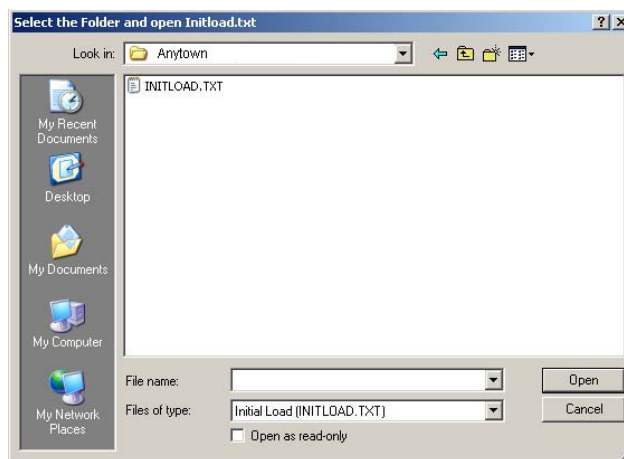 Select the Folder and open Initload.txt
Look in:
Anytown
INITLOAD.TXT
My Recent
Documents
Desktop
My Documents
My Computer
My Network
Places
File name:
Open
Files of type:
Initial Load (INITLOAD.TXT)
Cancel
Open as read-only